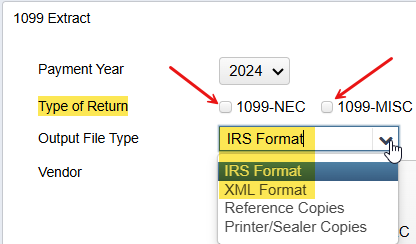 1099 Extract
Payment Year 2024
Type of Return 1099-NEC 1099-MISC
Output File Type IRS Format
Vendor IRS Format
XML Format
Reference Copies
Printer/Sealer Copies